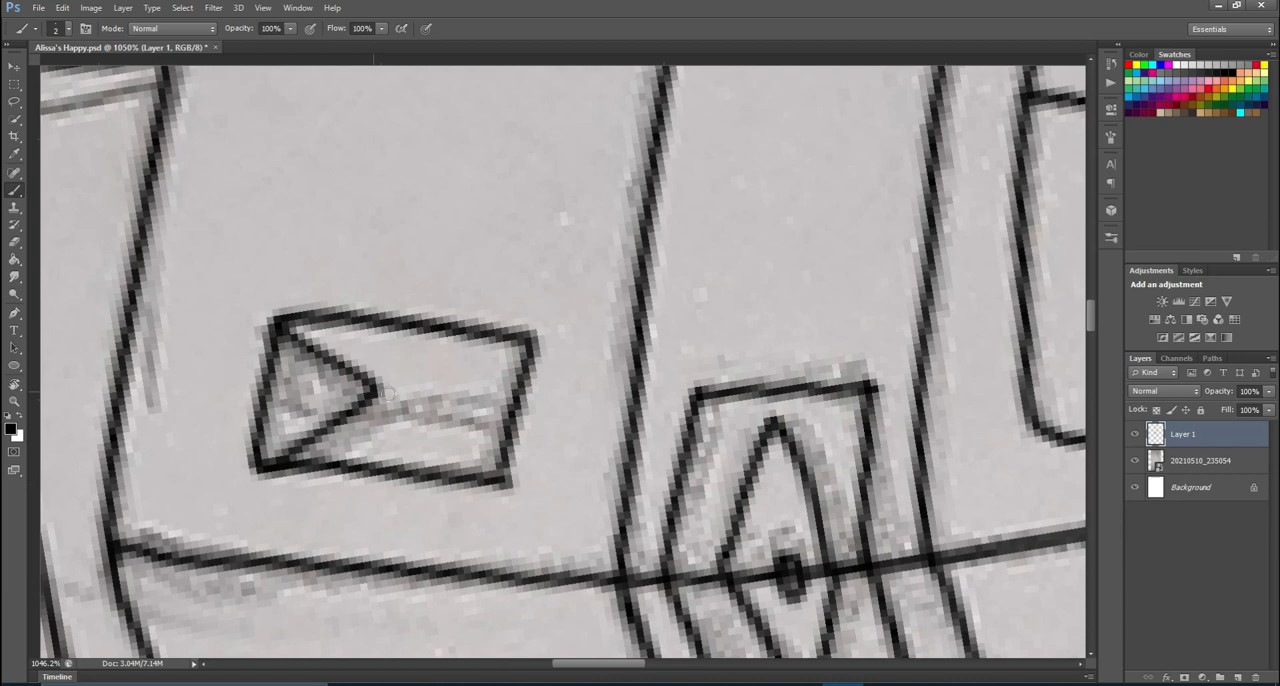 Ps File Edit Image Layer Type Select Filter 3D View Window Help
2 Mode: Normal Opacity: 100% Flow: 100% Essentials
Alissa's Happy.psd @ 1050% (Layer 1, RGB/8) * ×
Color Swatches
Adjustments Styles
Add an adjustment
Layers Channels Paths
Kind
Normal Opacity: 100%
Lock: Fill: 100%
Layer 1
20210510_235054
Background
1046.2% Doc: 3.04M/7.14M
Timeline